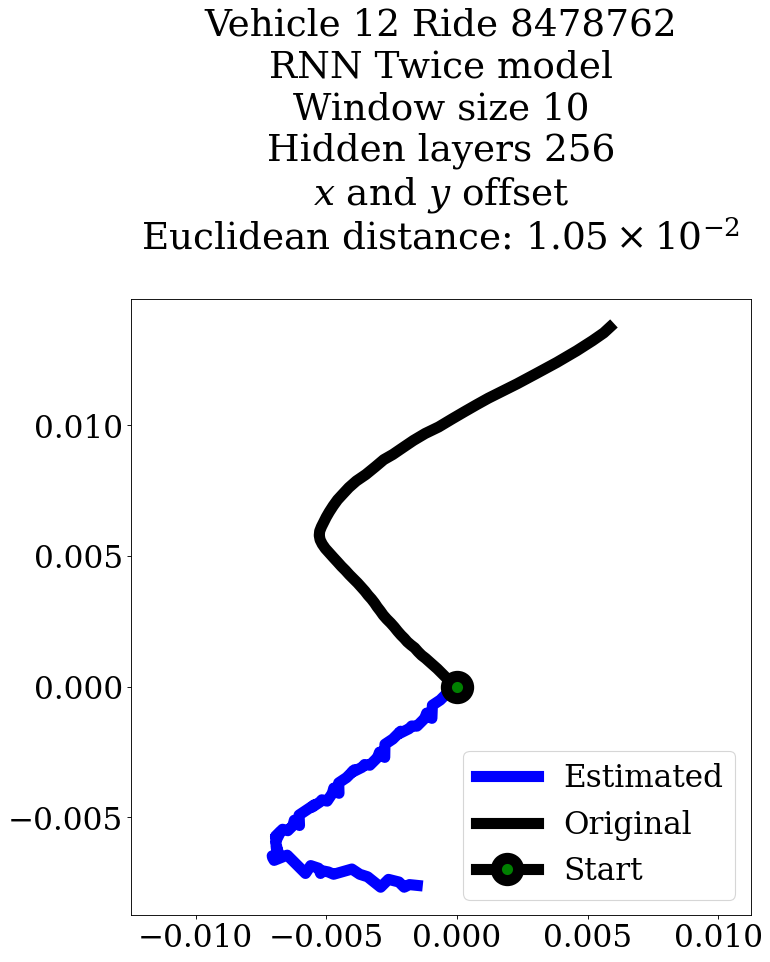 Vehicle 12 Ride 8478762
RNN Twice model
Window size 10
Hidden layers 256
x and y offset
Euclidean distance: 1.05 × 10⁻²
0.010
0.005
0.000
−0.005
Estimated
Original
Start
−0.010 −0.005 0.000 0.005 0.010